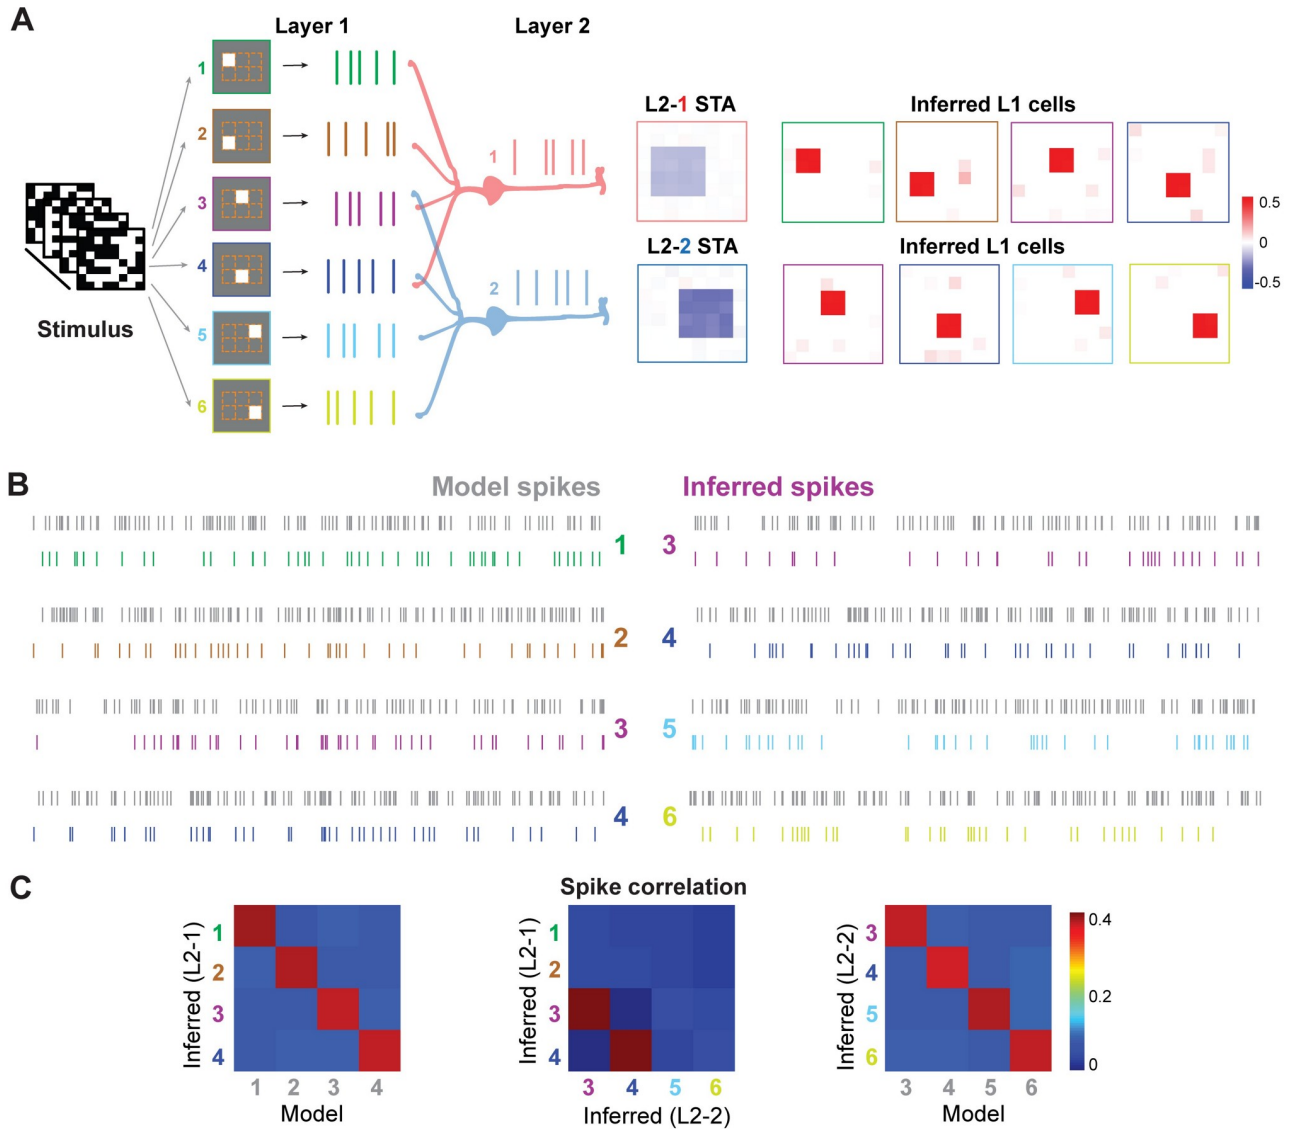 A
Layer 1
Layer 2
1
2
3
4
5
6
Stimulus
1
2
L2-1 STA
Inferred L1 cells
L2-2 STA
Inferred L1 cells
0.5
0
-0.5
B
Model spikes
Inferred spikes
1
2
3
4
3
4
5
6
C
Spike correlation
Inferred (L2-1)
1
2
3
4
1 2 3 4
Model
Inferred (L2-1)
1
2
3
4
3 4 5 6
Inferred (L2-2)
Inferred (L2-2)
3
4
5
6
3 4 5 6
Model
0.4
0.2
0